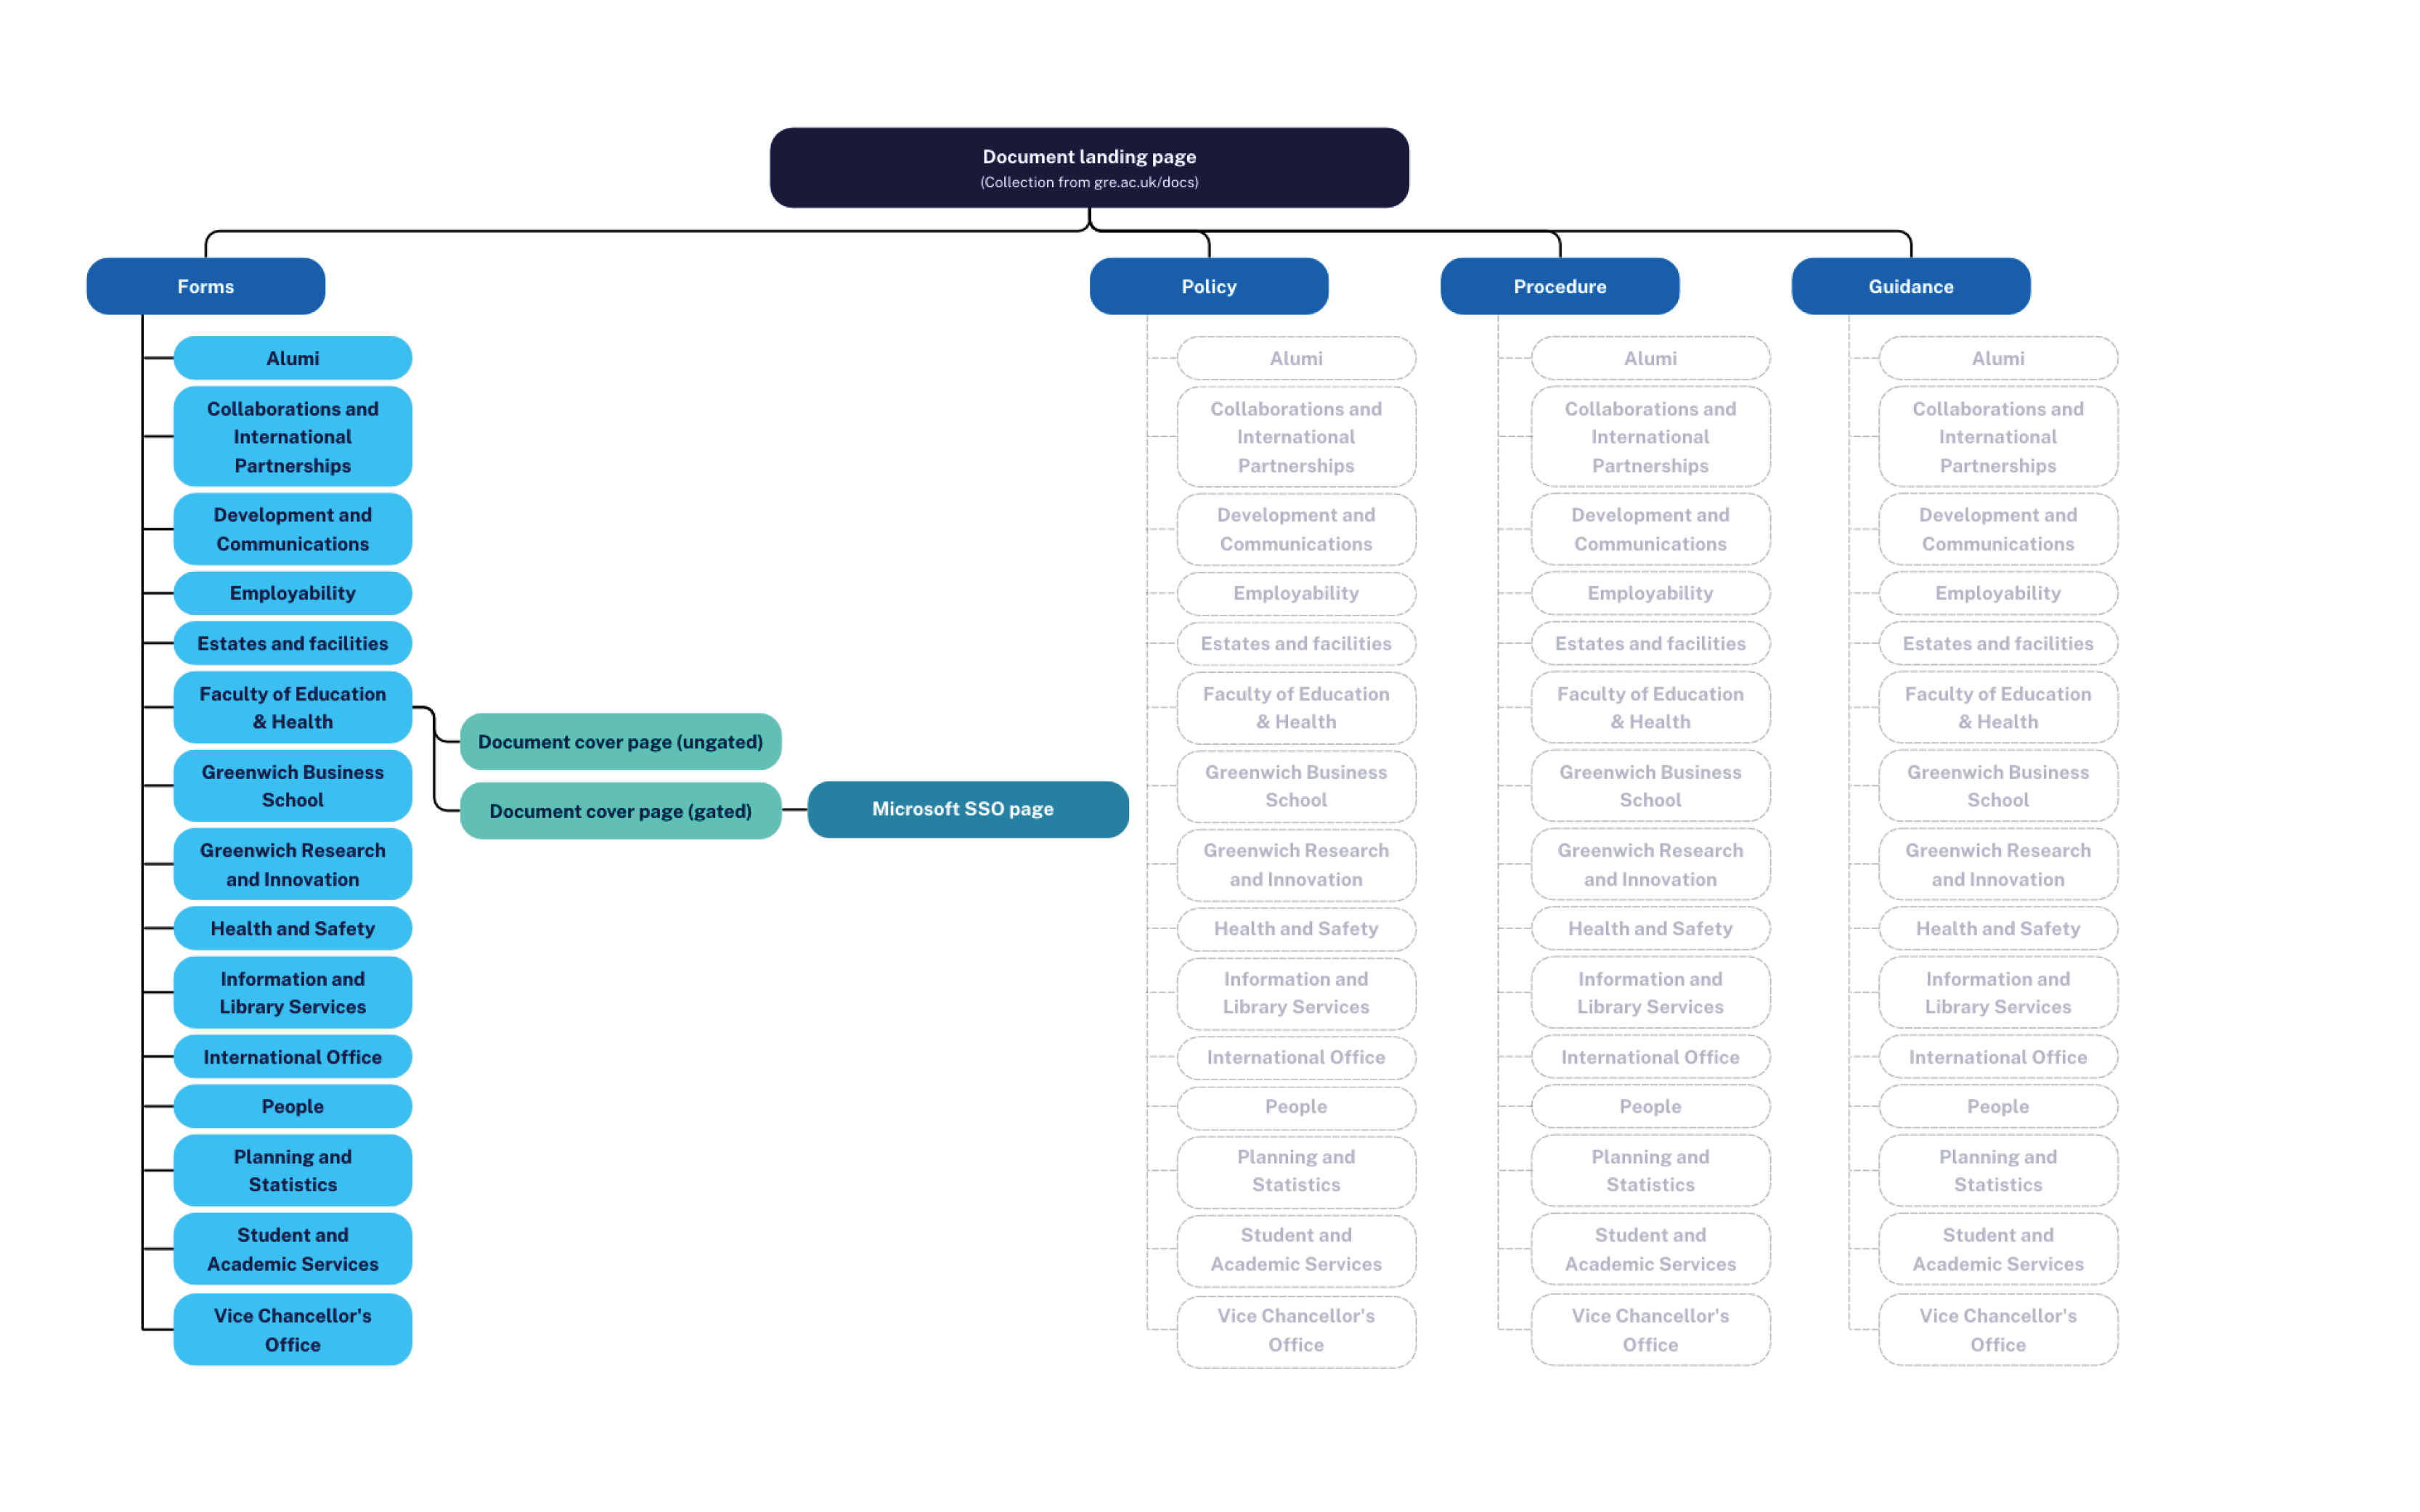 Document landing page
(Collection from gre.ac.uk/docs)
Forms
Alumi
Collaborations and
International
Partnerships
Development and
Communications
Employability
Estates and facilities
Faculty of Education
& Health
Greenwich Business
School
Greenwich Research
and Innovation
Health and Safety
Information and
Library Services
International Office
People
Planning and
Statistics
Student and
Academic Services
Vice Chancellor's
Office
Document cover page (ungated)
Document cover page (gated)
Microsoft SSO page
Policy
Alumi
Collaborations and
International
Partnerships
Development and
Communications
Employability
Estates and facilities
Faculty of Education
& Health
Greenwich Business
School
Greenwich Research
and Innovation
Health and Safety
Information and
Library Services
International Office
People
Planning and
Statistics
Student and
Academic Services
Vice Chancellor's
Office
Procedure
Alumi
Collaborations and
International
Partnerships
Development and
Communications
Employability
Estates and facilities
Faculty of Education
& Health
Greenwich Business
School
Greenwich Research
and Innovation
Health and Safety
Information and
Library Services
International Office
People
Planning and
Statistics
Student and
Academic Services
Vice Chancellor's
Office
Guidance
Alumi
Collaborations and
International
Partnerships
Development and
Communications
Employability
Estates and facilities
Faculty of Education
& Health
Greenwich Business
School
Greenwich Research
and Innovation
Health and Safety
Information and
Library Services
International Office
People
Planning and
Statistics
Student and
Academic Services
Vice Chancellor's
Office